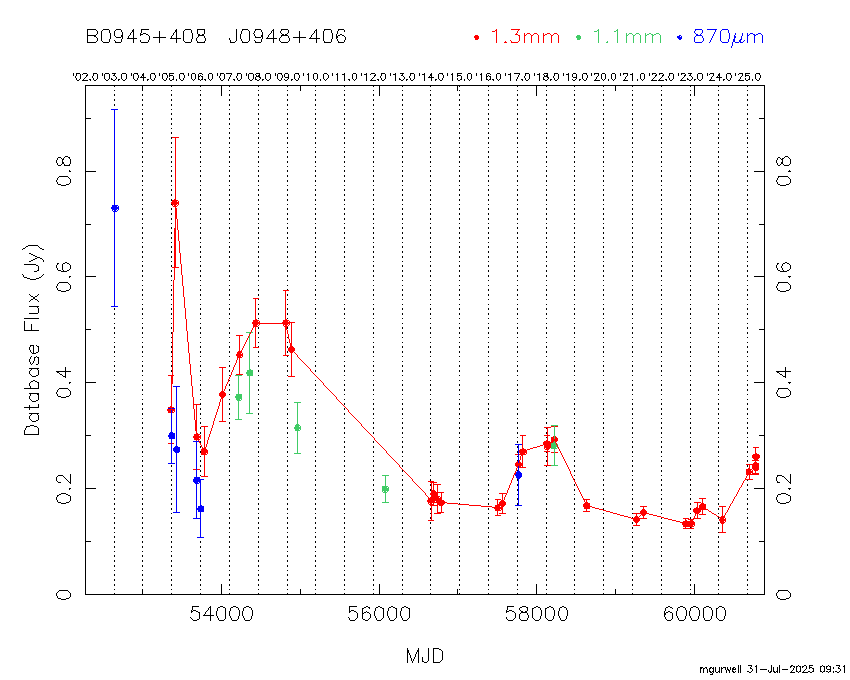 B0945+408 J0948+406 1.3mm 1.1mm 870μm
'02.0 '03.0 '04.0 '05.0 '06.0 '07.0 '08.0 '09.0 '10.0 '11.0 '12.0 '13.0 '14.0 '15.0 '16.0 '17.0 '18.0 '19.0 '20.0 '21.0 '22.0 '23.0 '24.0 '25.0
0.8 0.8
0.6 0.6
Database Flux (Jy)
0.4 0.4
0.2 0.2
0 0
54000 56000 58000 60000
MJD
mgurwell 31-Jul-2025 09:31